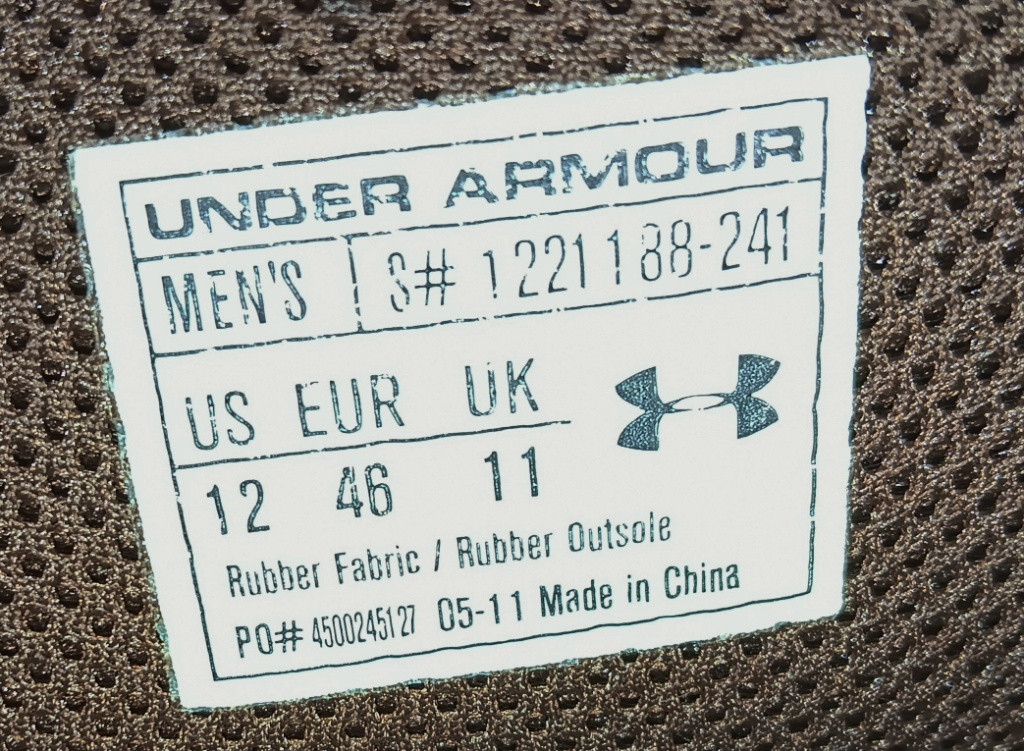 UNDER ARMOUR
MEN'S S# 1221188-241
US EUR UK
12 46 11
Rubber Fabric / Rubber Outsole
PO# 4500245127 05-11 Made in China